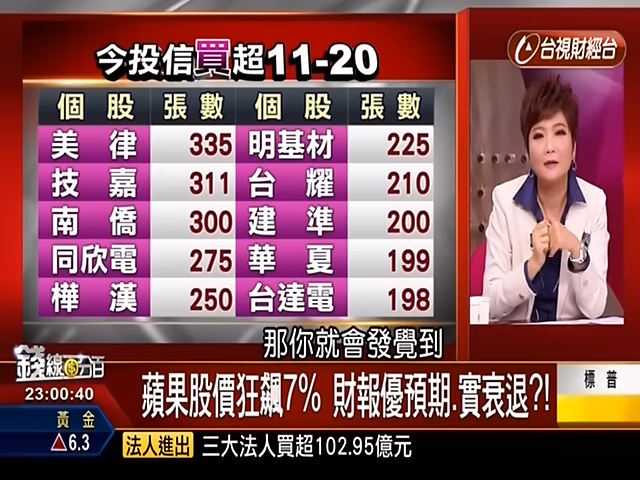 今投信買超11-20
台視財經台
個 股 張 數 個 股 張 數
美 律 335 明基材 225
技 嘉 311 台 耀 210
南 僑 300 建 準 200
同欣電 275 華 夏 199
樺 漢 250 台達電 198
那你就會發覺到
錢線百分百
23:00:40
蘋果股價狂飆7% 財報優預期.實衰退?!
標 普
黃 金
▲6.3
法人進出 三大法人買超102.95億元